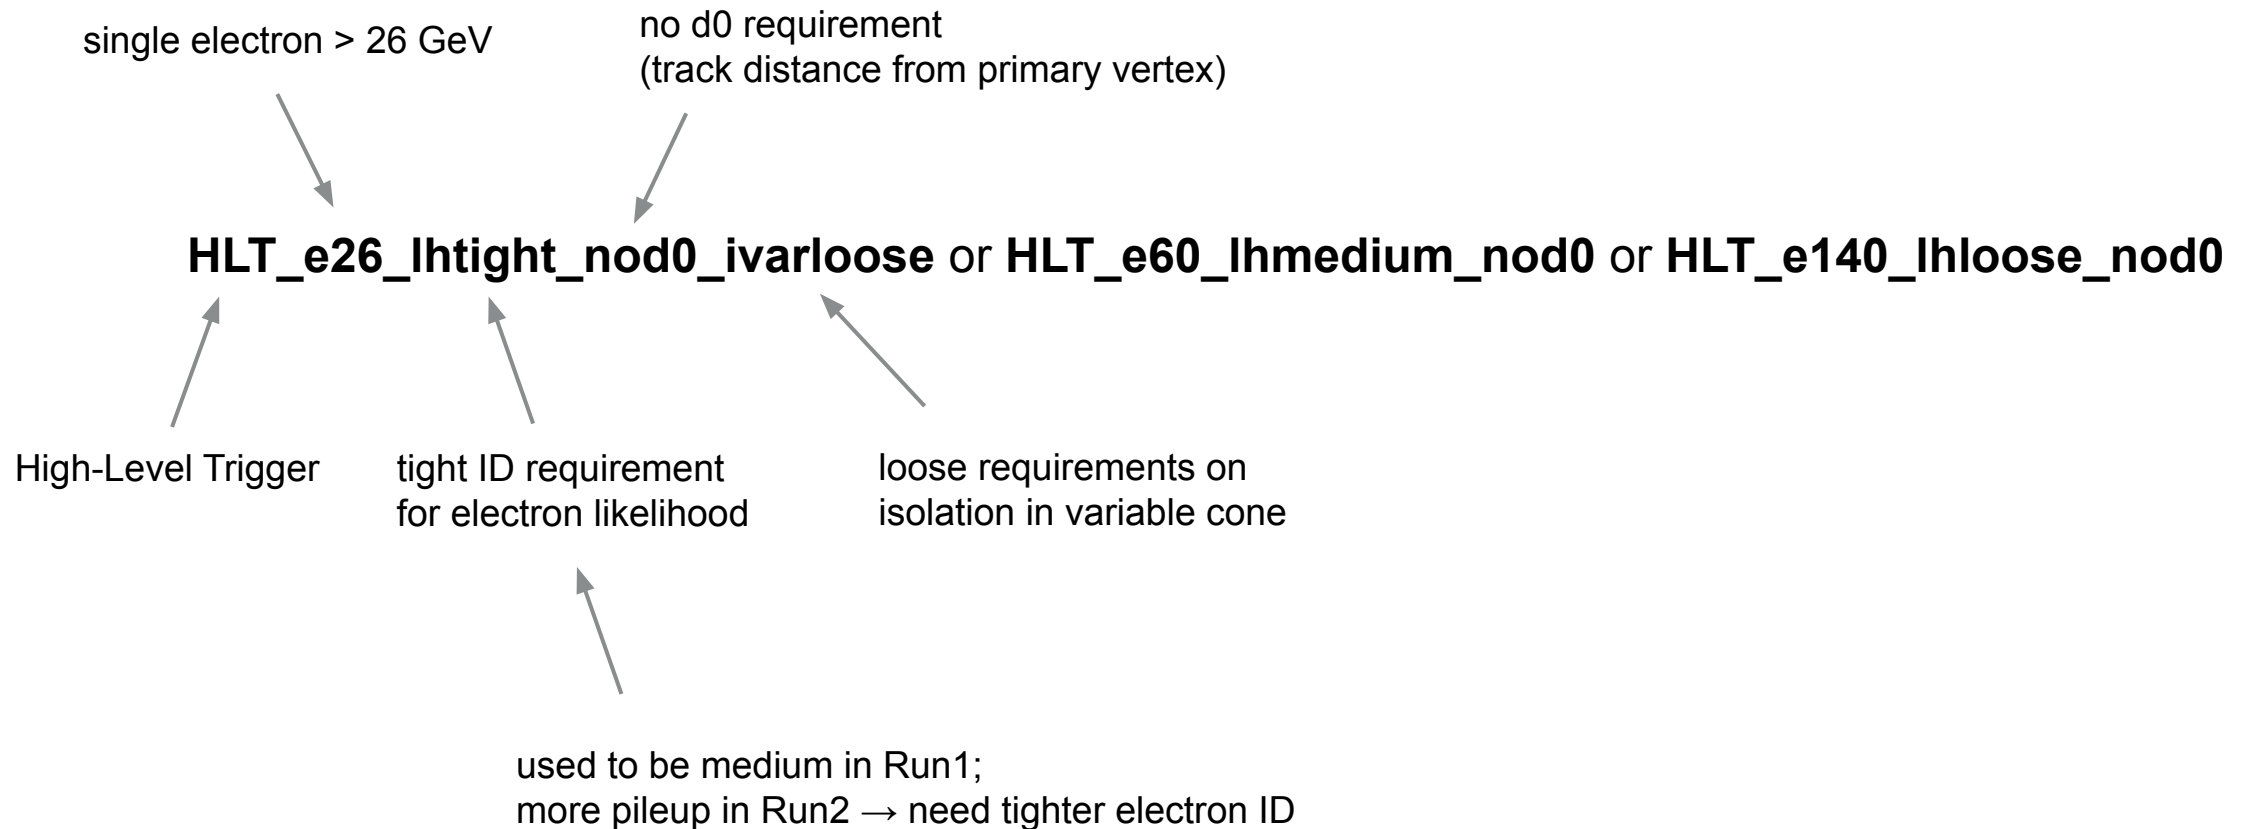 single electron > 26 GeV
no d0 requirement
(track distance from primary vertex)
HLT_e26_lhtight_nod0_ivarloose or HLT_e60_lhmedium_nod0 or HLT_e140_lhloose_nod0
High-Level Trigger
tight ID requirement
for electron likelihood
loose requirements on
isolation in variable cone
used to be medium in Run1;
more pileup in Run2 → need tighter electron ID